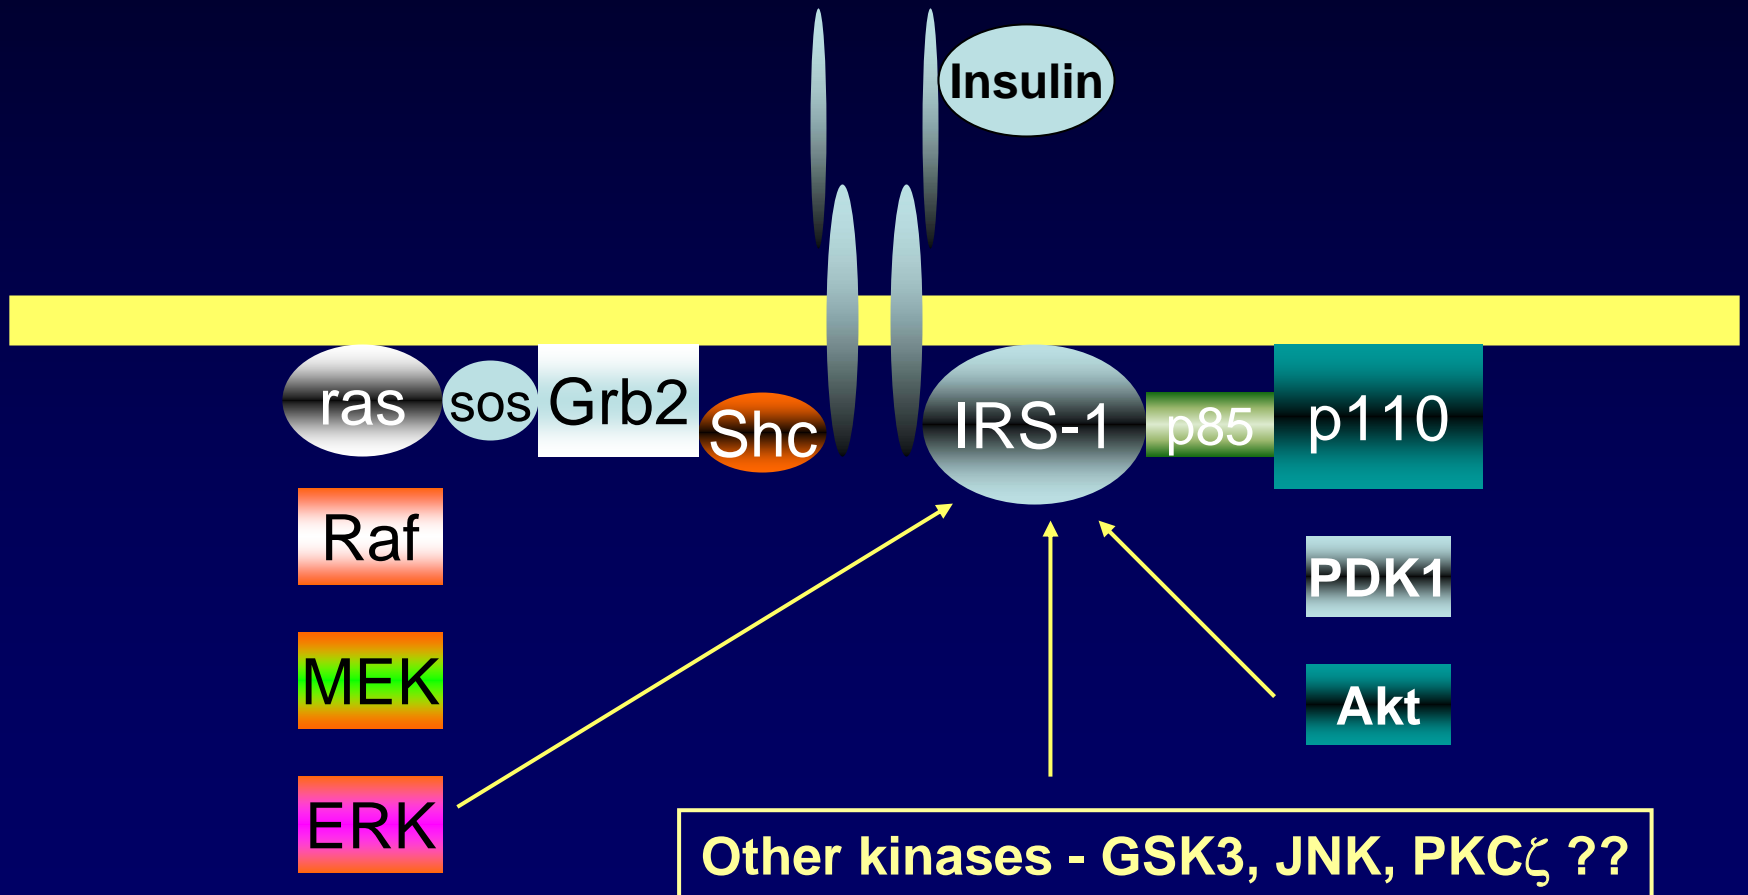 Insulin
ras
sos
Grb2
Shc
IRS-1
p85
p110
Raf
PDK1
MEK
Akt
ERK
Other kinases - GSK3, JNK, PKCζ ??